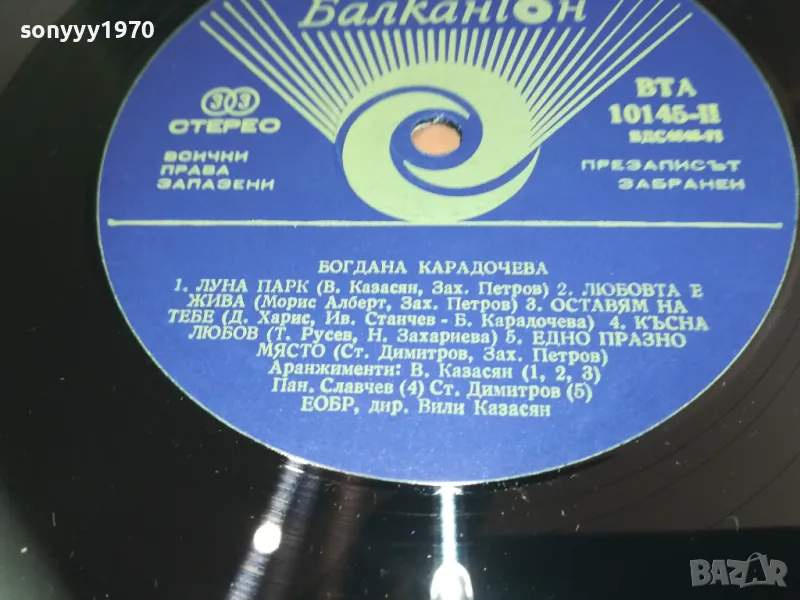 sonyyy1970
Балкантон
33
СТЕРЕО
ВСИЧКИ
ПРАВА
ЗАПАЗЕНИ
ВТА
10145-II
ПРЕЗАПИСЪТ
ЗАБРАНЕН
БОГДАНА КАРАДОЧЕВА
1. ЛУНА ПАРК (В. Казасян, Зах. Петров) 2. ЛЮБОВТА Е
ЖИВА (Морис Алберт, Зах. Петров) 3. ОСТАВЯМ НА
ТЕБЕ (Д. Харис, Ив. Станчев - Б. Карадочева) 4. КЪСНА
ЛЮБОВ (Т. Русев, Н. Захариева) 5. ЕДНО ПРАЗНО
МЯСТО (Ст. Димитров, Зах. Петров)
Аранжименти: В. Казасян (1, 2, 3)
Пан. Славчев (4) Ст. Димитров (5)
ЕОБР, дир. Вили Казасян
BAZAR